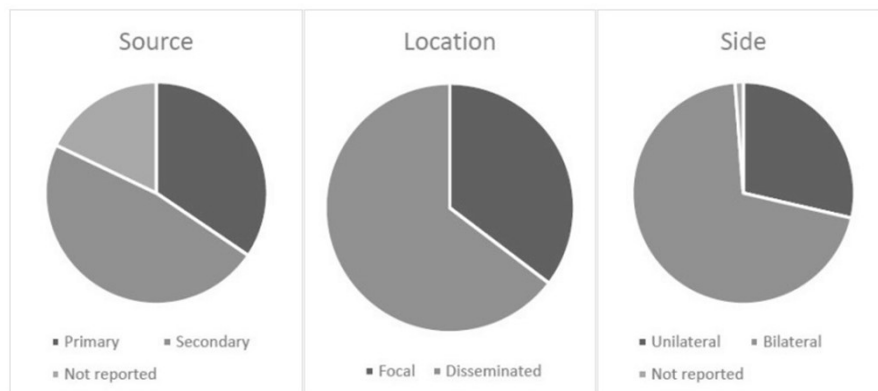 Source
Primary Secondary
Not reported
Location
Focal Disseminated
Side
Unilateral Bilateral
Not reported